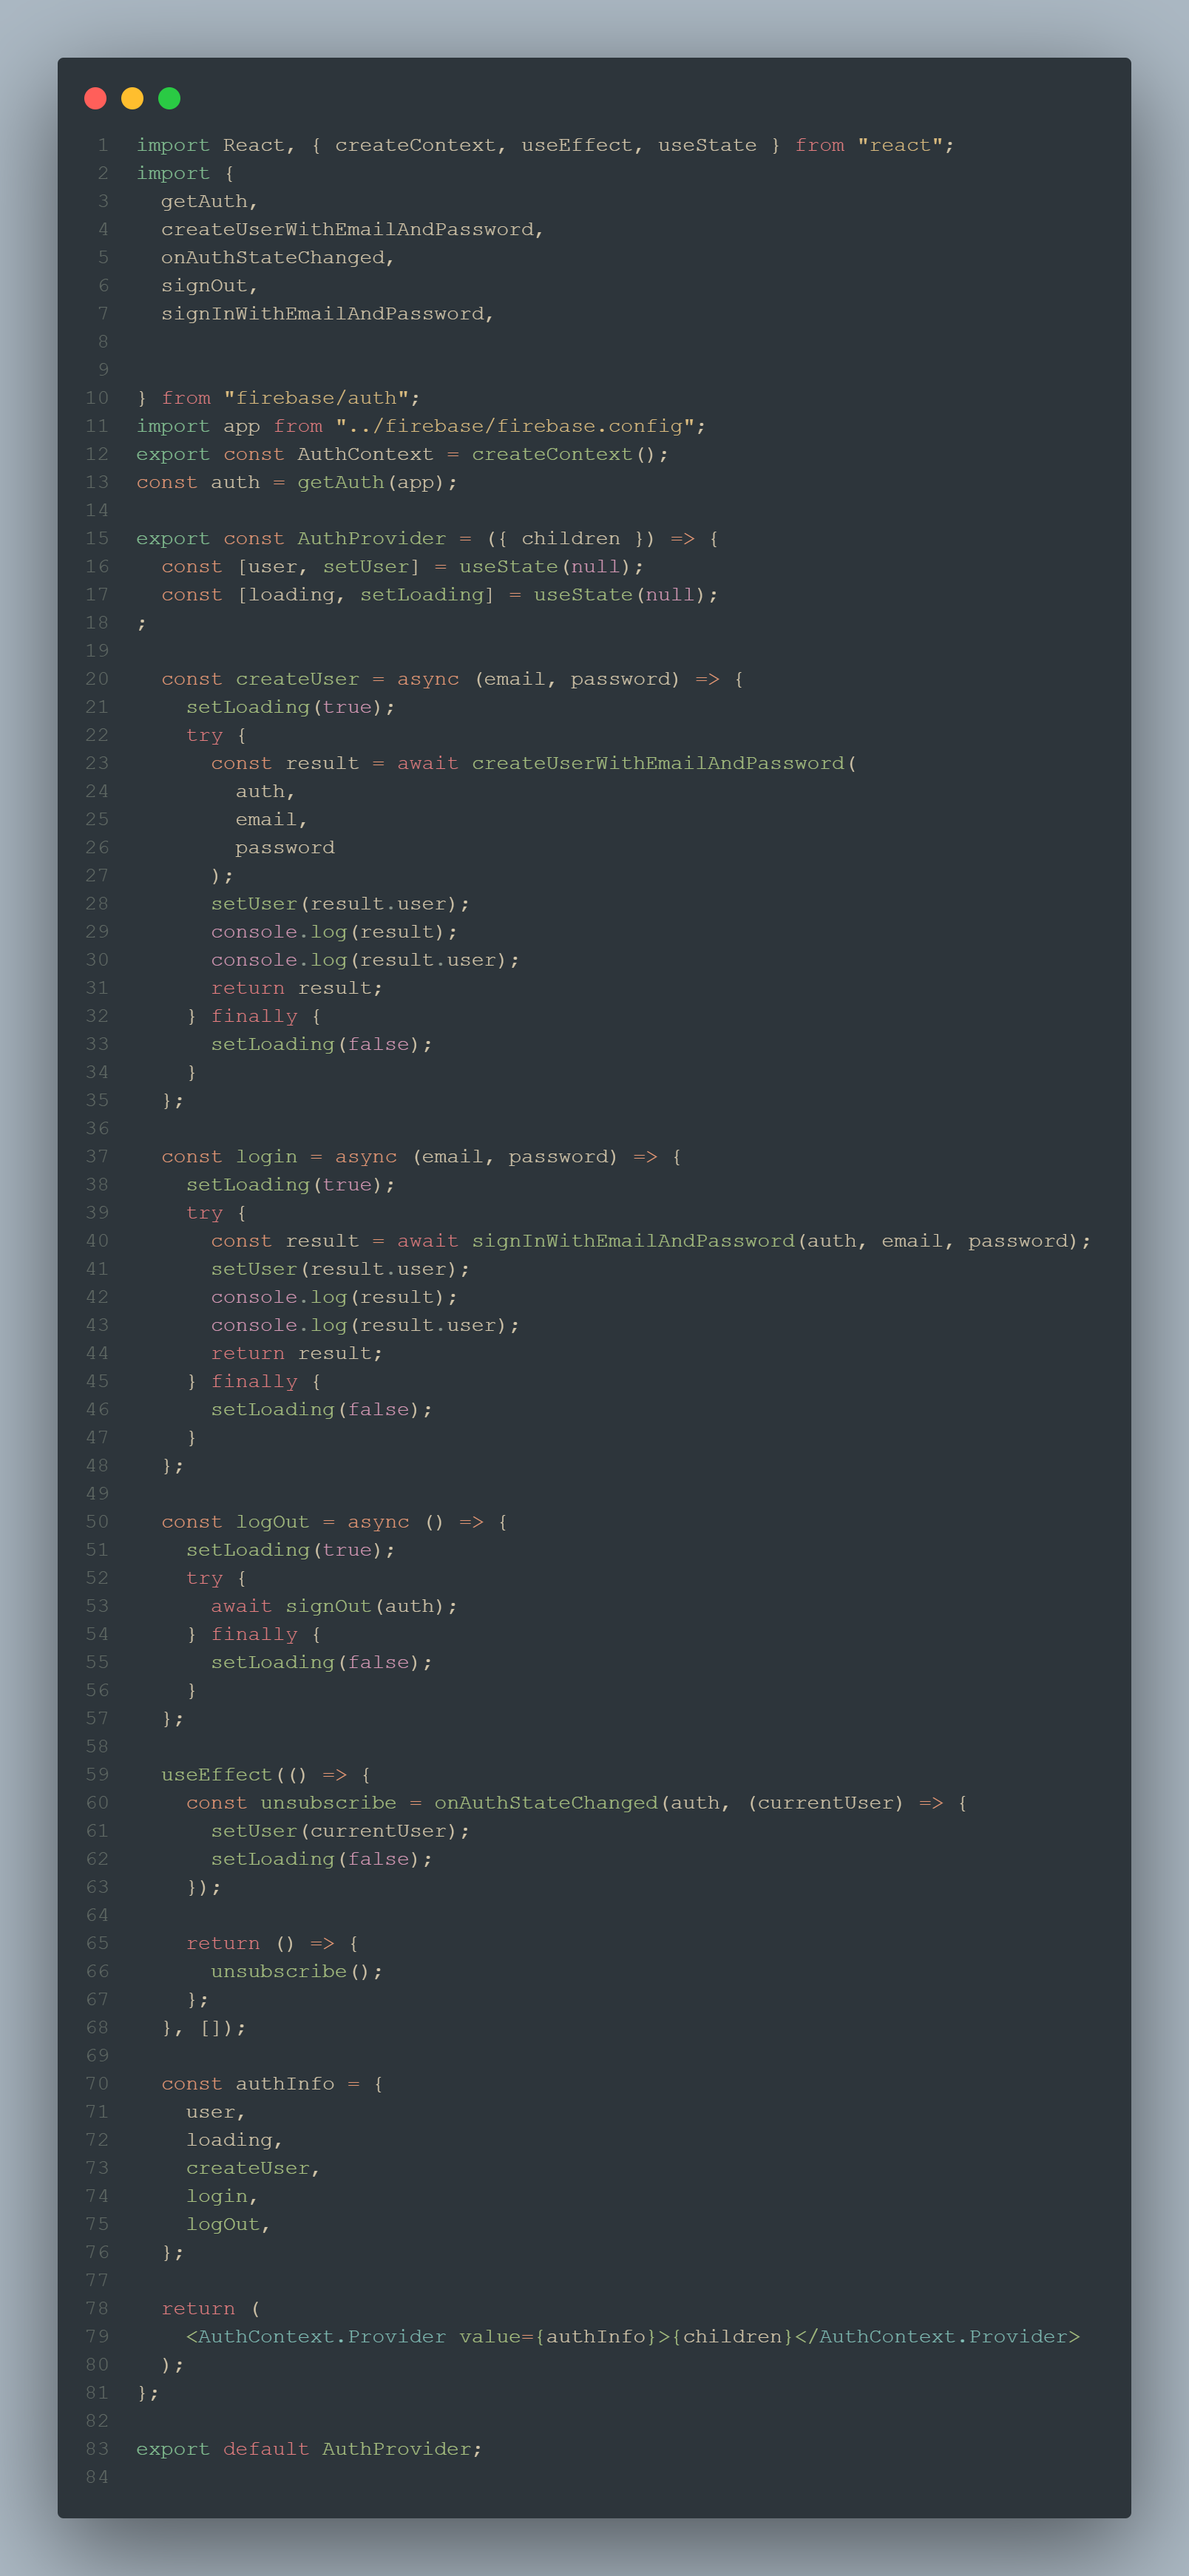 1 import React, { createContext, useEffect, useState } from "react";
2 import {
3   getAuth,
4   createUserWithEmailAndPassword,
5   onAuthStateChanged,
6   signOut,
7   signInWithEmailAndPassword,
8
9
10 } from "firebase/auth";
11 import app from "../firebase/firebase.config";
12 export const AuthContext = createContext();
13 const auth = getAuth(app);
14
15 export const AuthProvider = ({ children }) => {
16   const [user, setUser] = useState(null);
17   const [loading, setLoading] = useState(null);
18 ;
19
20   const createUser = async (email, password) => {
21     setLoading(true);
22     try {
23       const result = await createUserWithEmailAndPassword(
24         auth,
25         email,
26         password
27       );
28       setUser(result.user);
29       console.log(result);
30       console.log(result.user);
31       return result;
32     } finally {
33       setLoading(false);
34     }
35   };
36
37   const login = async (email, password) => {
38     setLoading(true);
39     try {
40       const result = await signInWithEmailAndPassword(auth, email, password);
41       setUser(result.user);
42       console.log(result);
43       console.log(result.user);
44       return result;
45     } finally {
46       setLoading(false);
47     }
48   };
49
50   const logOut = async () => {
51     setLoading(true);
52     try {
53       await signOut(auth);
54     } finally {
55       setLoading(false);
56     }
57   };
58
59   useEffect(() => {
60     const unsubscribe = onAuthStateChanged(auth, (currentUser) => {
61       setUser(currentUser);
62       setLoading(false);
63     });
64
65     return () => {
66       unsubscribe();
67     };
68   }, []);
69
70   const authInfo = {
71     user,
72     loading,
73     createUser,
74     login,
75     logOut,
76   };
77
78   return (
79     <AuthContext.Provider value={authInfo}>{children}</AuthContext.Provider>
80   );
81 };
82
83 export default AuthProvider;
84